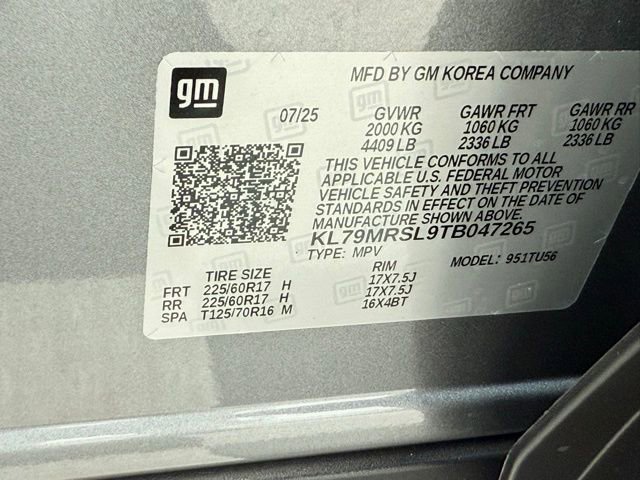 gm
MFD BY GM KOREA COMPANY
07/25 GVWR GAWR FRT GAWR RR
2000 KG 1060 KG 1060 KG
4409 LB 2336 LB 2336 LB
THIS VEHICLE CONFORMS TO ALL
APPLICABLE U.S. FEDERAL MOTOR
VEHICLE SAFETY AND THEFT PREVENTION
STANDARDS IN EFFECT ON THE DATE OF
MANUFACTURE SHOWN ABOVE.
KL79MRSL9TB047265
TYPE: MPV MODEL: 951TU56
TIRE SIZE RIM
FRT 225/60R17 H 17X7.5J
RR 225/60R17 H 17X7.5J
SPA T125/70R16 M 16X4BT